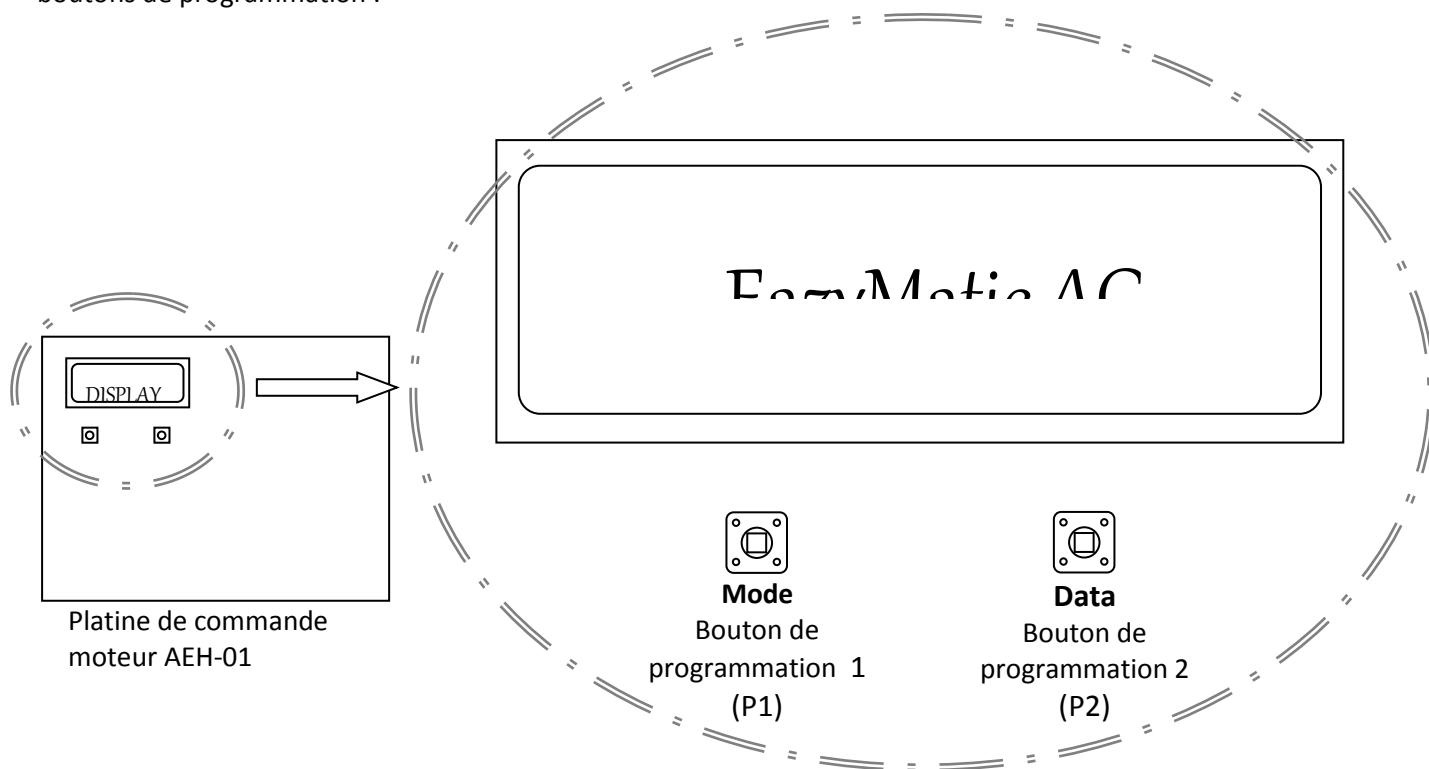 boutons de programmation :
EazyMatic AC
DISPLAY
Platine de commande
moteur AEH-01
Mode
Bouton de
programmation 1
(P1)
Data
Bouton de
programmation 2
(P2)